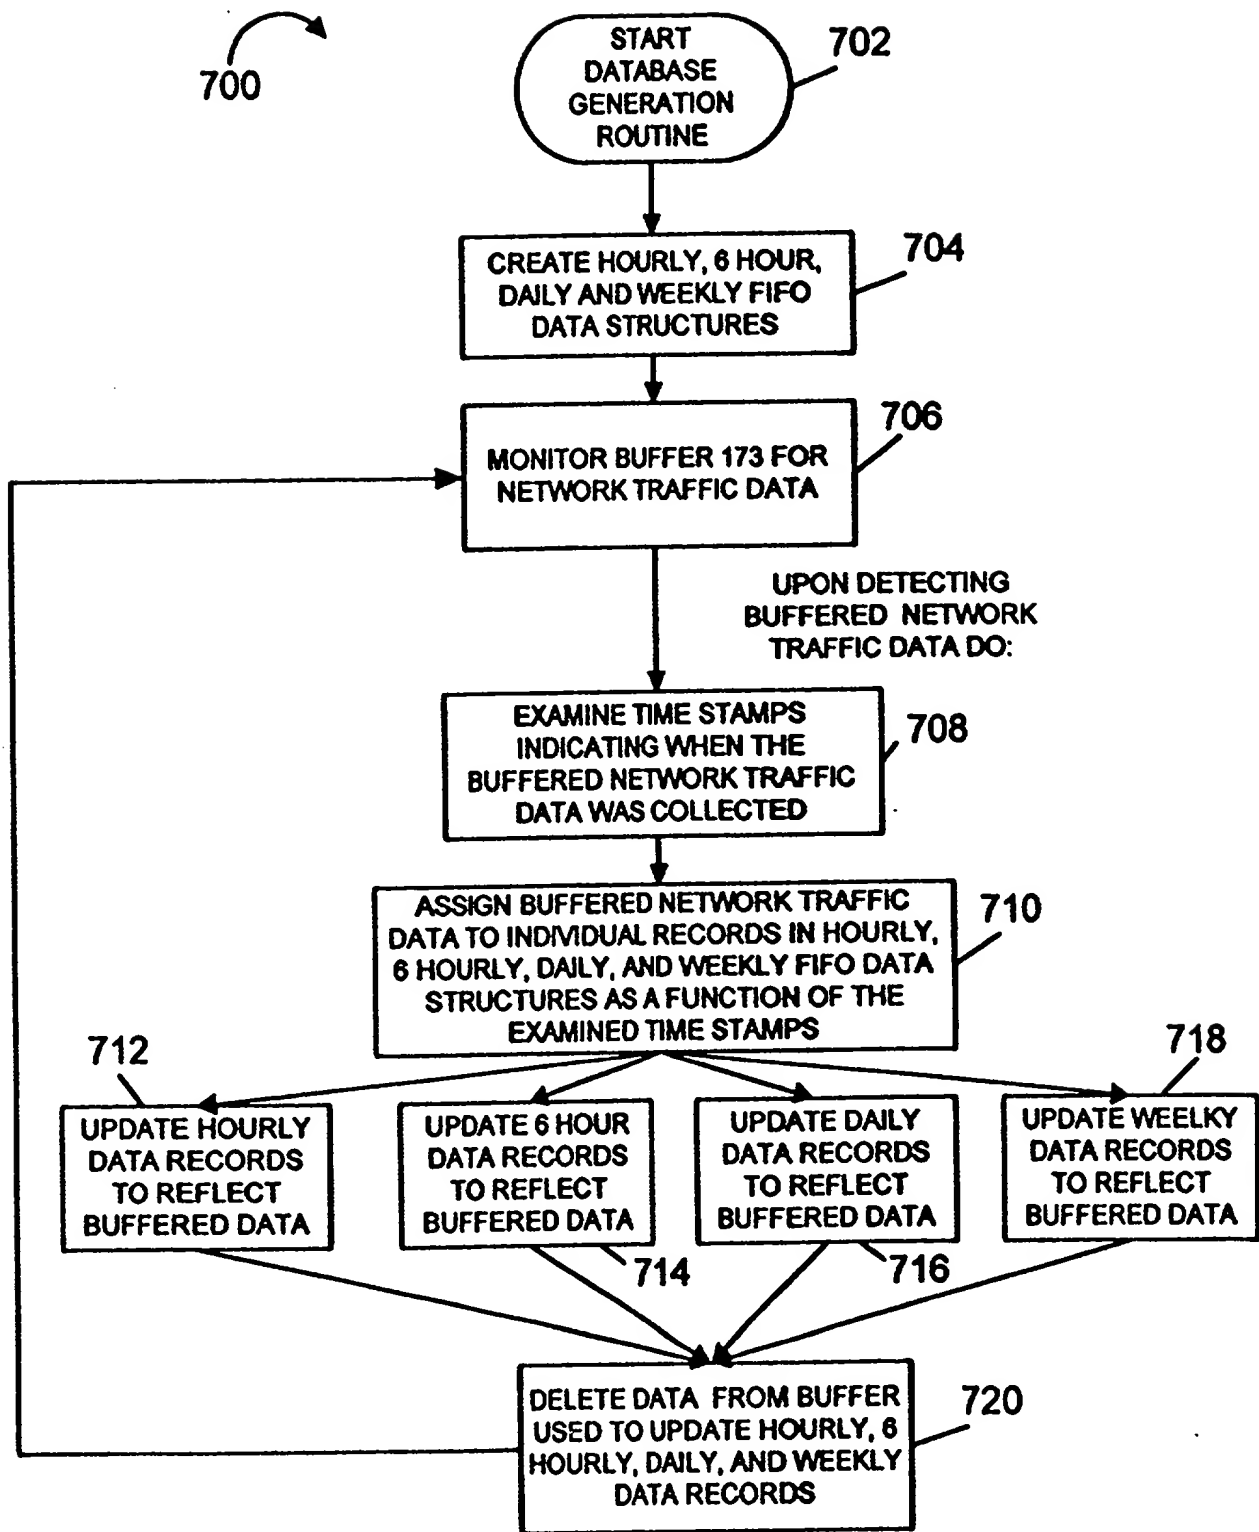 700
START
DATABASE
GENERATION
ROUTINE
702
CREATE HOURLY, 6 HOUR,
DAILY AND WEEKLY FIFO
DATA STRUCTURES
704
MONITOR BUFFER 173 FOR
NETWORK TRAFFIC DATA
706
UPON DETECTING
BUFFERED NETWORK
TRAFFIC DATA DO:
EXAMINE TIME STAMPS
INDICATING WHEN THE
BUFFERED NETWORK TRAFFIC
DATA WAS COLLECTED
708
ASSIGN BUFFERED NETWORK TRAFFIC
DATA TO INDIVIDUAL RECORDS IN HOURLY,
6 HOURLY, DAILY, AND WEEKLY FIFO DATA
STRUCTURES AS A FUNCTION OF THE
EXAMINED TIME STAMPS
710
712
UPDATE HOURLY
DATA RECORDS
TO REFLECT
BUFFERED DATA
UPDATE 6 HOUR
DATA RECORDS
TO REFLECT
BUFFERED DATA
714
UPDATE DAILY
DATA RECORDS
TO REFLECT
BUFFERED DATA
716
718
UPDATE WEELKY
DATA RECORDS
TO REFLECT
BUFFERED DATA
DELETE DATA FROM BUFFER
USED TO UPDATE HOURLY, 6
HOURLY, DAILY, AND WEEKLY
DATA RECORDS
720